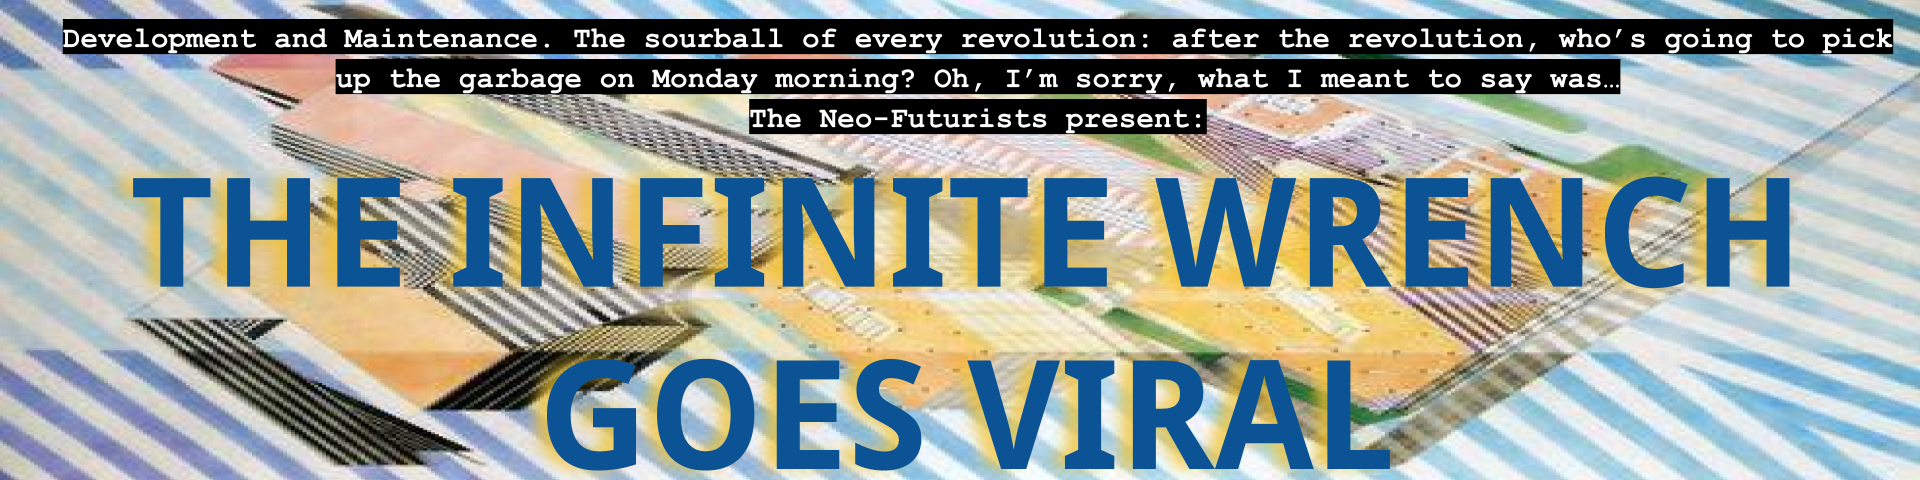 Development and Maintenance. The sourball of every revolution: after the revolution, who’s going to pick
up the garbage on Monday morning? Oh, I’m sorry, what I meant to say was…
The Neo-Futurists present:
THE INFINITE WRENCH
GOES VIRAL